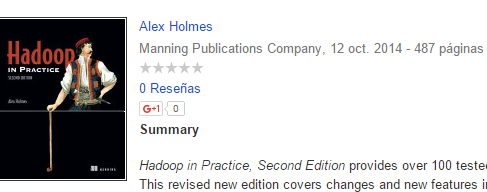 Hadoop
IN PRACTICE
SECOND EDITION
Alex Holmes
MANNING
Alex Holmes
Manning Publications Company, 12 oct. 2014 - 487 páginas
0 Reseñas
G+1 0
Summary
Hadoop in Practice, Second Edition provides over 100 tested
This revised new edition covers changes and new features in